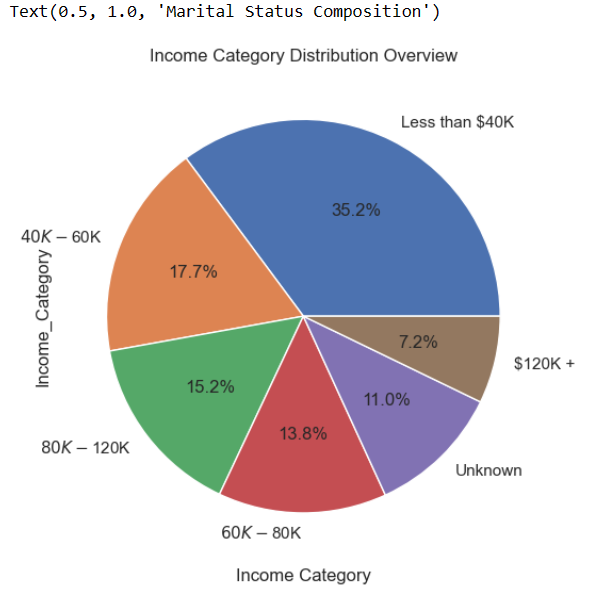 Text(0.5, 1.0, 'Marital Status Composition')
Income Category Distribution Overview
Less than $40K
35.2%
40K − 60K
17.7%
Income_Category
7.2%
$120K +
15.2%
11.0%
13.8%
80K − 120K
Unknown
60K − 80K
Income Category